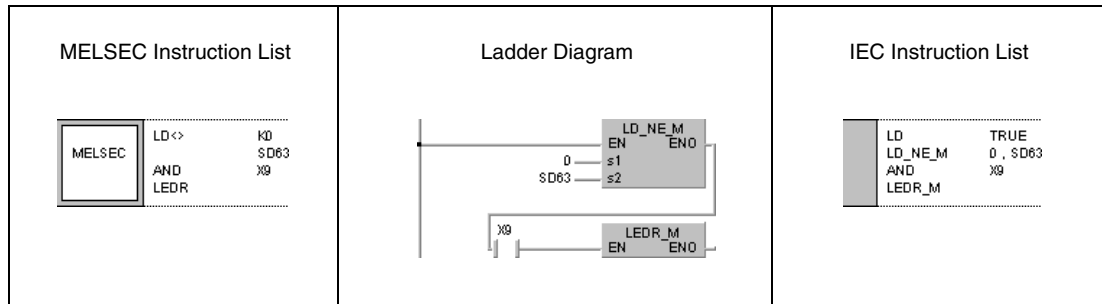 MELSEC Instruction List
MELSEC
LD<> K0
SD63
AND X9
LEDR
Ladder Diagram
LD_NE_M
EN ENO
0 s1
SD63 s2
X9
LEDR_M
EN ENO
IEC Instruction List
LD TRUE
LD_NE_M 0 , SD63
AND X9
LEDR_M